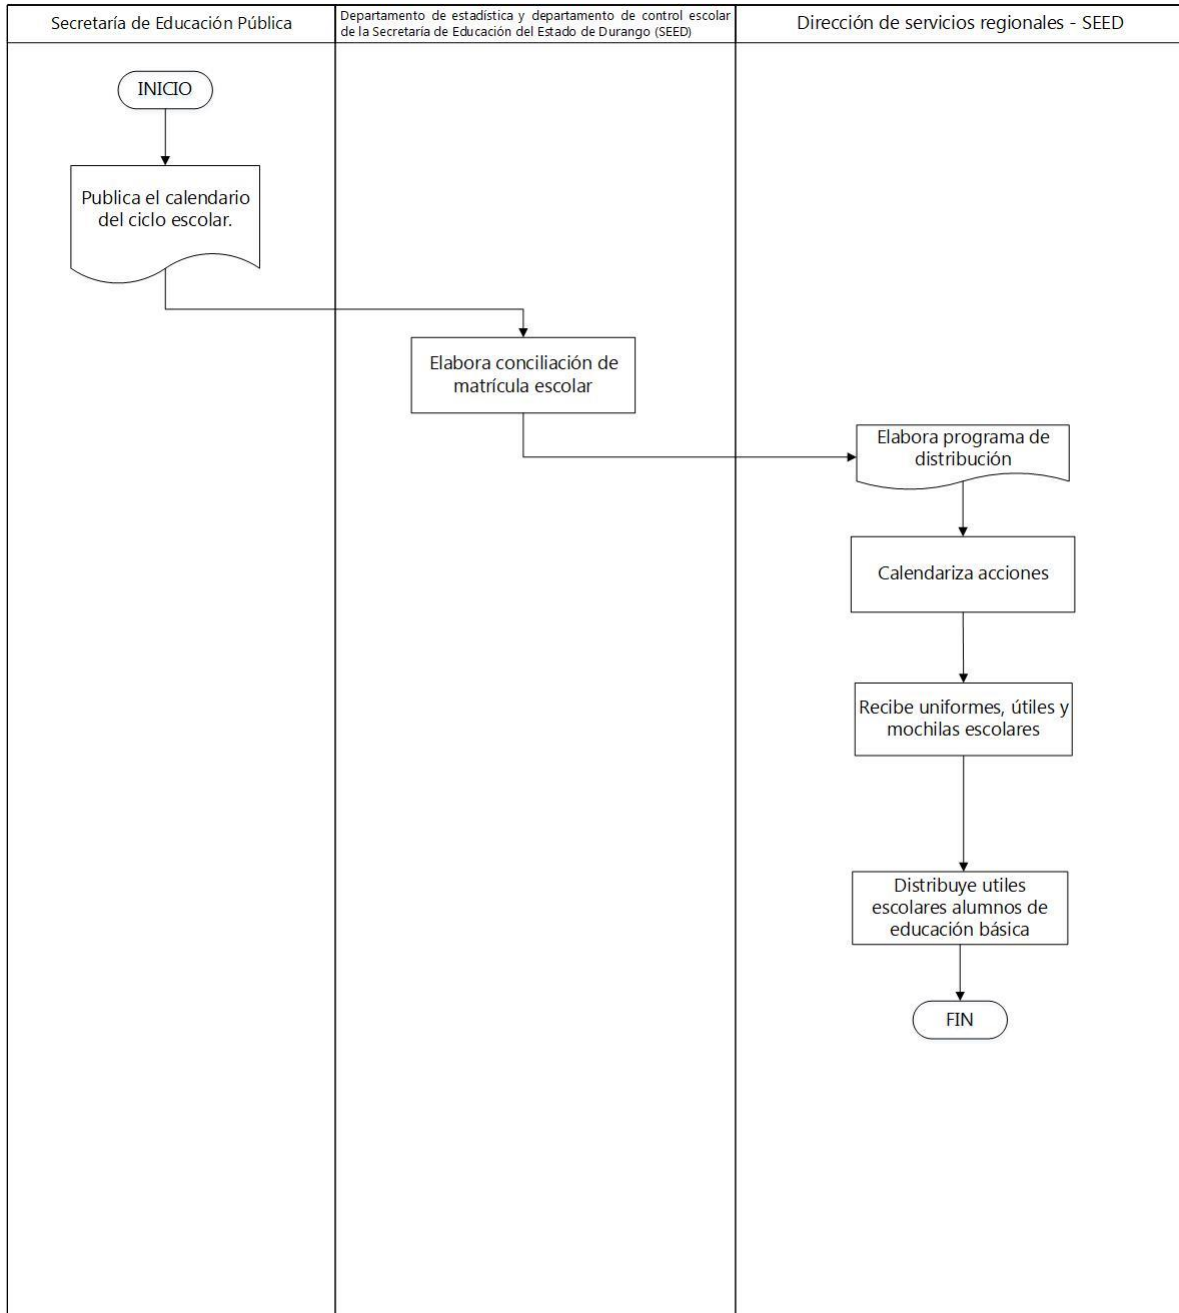 Secretaría de Educación Pública
Departamento de estadística y departamento de control escolar
de la Secretaría de Educación del Estado de Durango (SEED)
Dirección de servicios regionales - SEED
INICIO
Publica el calendario
del ciclo escolar.
Elabora conciliación de
matrícula escolar
Elabora programa de
distribución
Calendariza acciones
Recibe uniformes, útiles y
mochilas escolares
Distribuye utiles
escolares alumnos de
educación básica
FIN